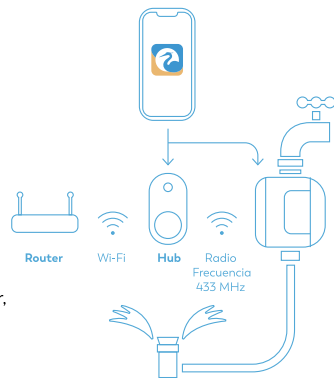 Router
Wi-Fi
Hub
Radio
Frecuencia
433 MHz
r,